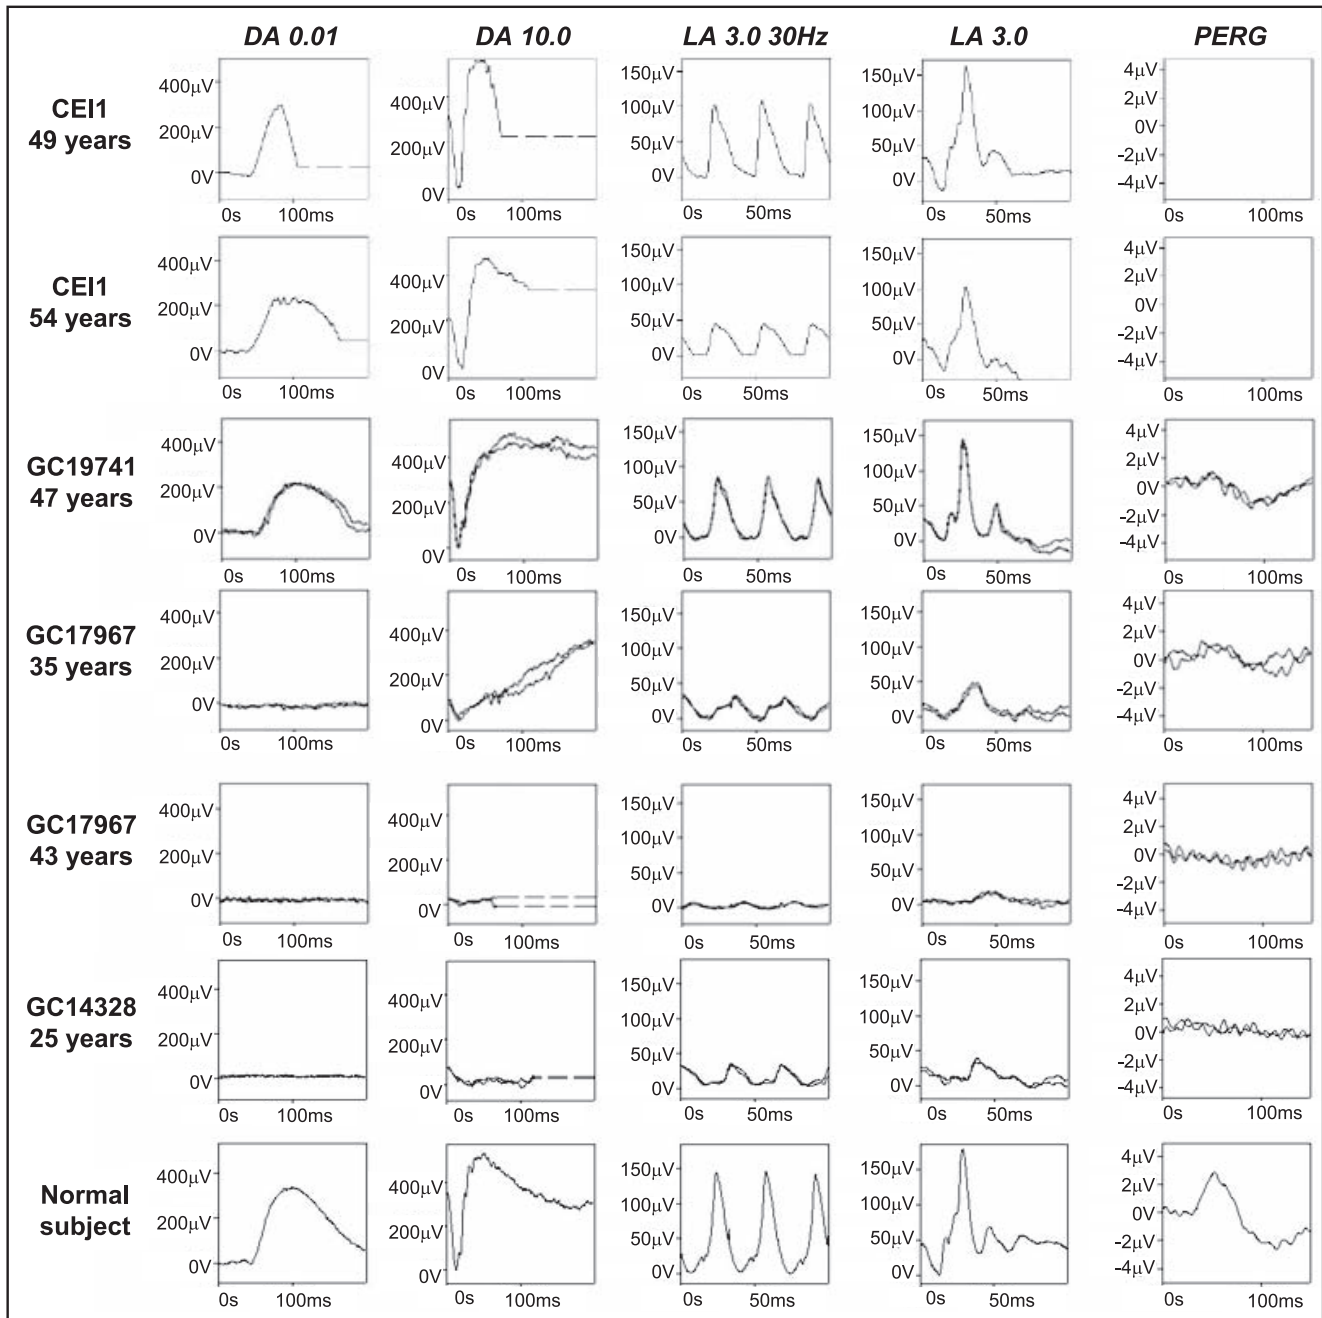 DA 0.01 DA 10.0 LA 3.0 30Hz LA 3.0 PERG
CEI1
49 years
400µV 200µV 0V 0s 100ms
400µV 200µV 0V 0s 100ms
150µV 100µV 50µV 0V 0s 50ms
150µV 100µV 50µV 0V 0s 50ms
4µV 2µV 0V -2µV -4µV 0s 100ms
CEI1
54 years
400µV 200µV 0V 0s 100ms
400µV 200µV 0V 0s 100ms
150µV 100µV 50µV 0V 0s 50ms
150µV 100µV 50µV 0V 0s 50ms
4µV 2µV 0V -2µV -4µV 0s 100ms
GC19741
47 years
400µV 200µV 0V 0s 100ms
400µV 200µV 0V 0s 100ms
150µV 100µV 50µV 0V 0s 50ms
150µV 100µV 50µV 0V 0s 50ms
4µV 2µV 0V -2µV -4µV 0s 100ms
GC17967
35 years
400µV 200µV 0V 0s 100ms
400µV 200µV 0V 0s 100ms
150µV 100µV 50µV 0V 0s 50ms
150µV 100µV 50µV 0V 0s 50ms
4µV 2µV 0V -2µV -4µV 0s 100ms
GC17967
43 years
400µV 200µV 0V 0s 100ms
400µV 200µV 0V 0s 100ms
150µV 100µV 50µV 0V 0s 50ms
150µV 100µV 50µV 0V 0s 50ms
4µV 2µV 0V -2µV -4µV 0s 100ms
GC14328
25 years
400µV 200µV 0V 0s 100ms
400µV 200µV 0V 0s 100ms
150µV 100µV 50µV 0V 0s 50ms
150µV 100µV 50µV 0V 0s 50ms
4µV 2µV 0V -2µV -4µV 0s 100ms
Normal
subject
400µV 200µV 0V 0s 100ms
400µV 200µV 0V 0s 100ms
150µV 100µV 50µV 0V 0s 50ms
150µV 100µV 50µV 0V 0s 50ms
4µV 2µV 0V -2µV -4µV 0s 100ms